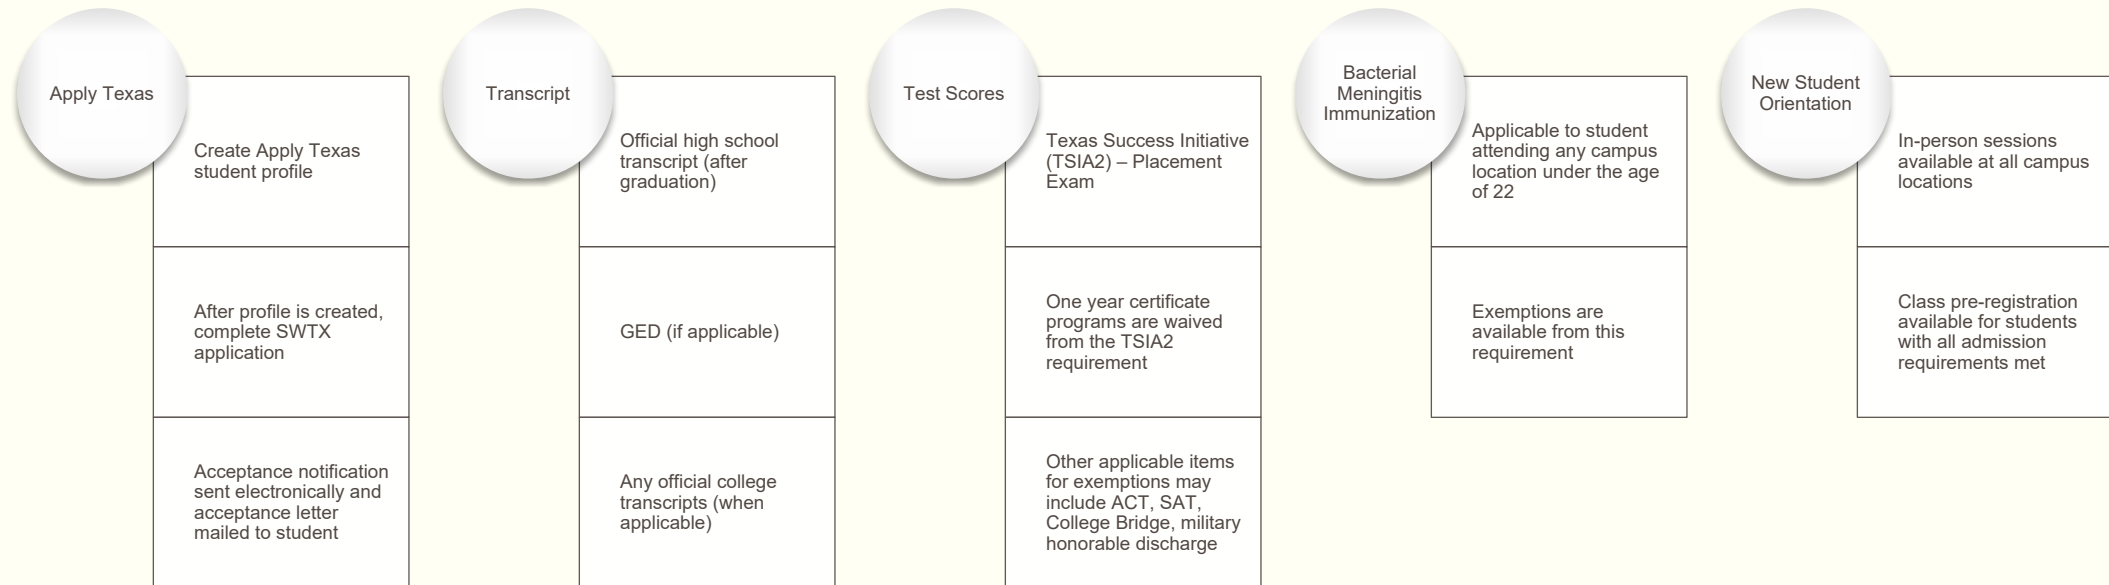 Apply Texas
Create Apply Texas
student profile
After profile is created,
complete SWTX
application
Acceptance notification
sent electronically and
acceptance letter
mailed to student
Transcript
Official high school
transcript (after
graduation)
GED (if applicable)
Any official college
transcripts (when
applicable)
Test Scores
Texas Success Initiative
(TSIA2) – Placement
Exam
One year certificate
programs are waived
from the TSIA2
requirement
Other applicable items
for exemptions may
include ACT, SAT,
College Bridge, military
honorable discharge
Bacterial
Meningitis
Immunization
Applicable to student
attending any campus
location under the age
of 22
Exemptions are
available from this
requirement
New Student
Orientation
In-person sessions
available at all campus
locations
Class pre-registration
available for students
with all admission
requirements met